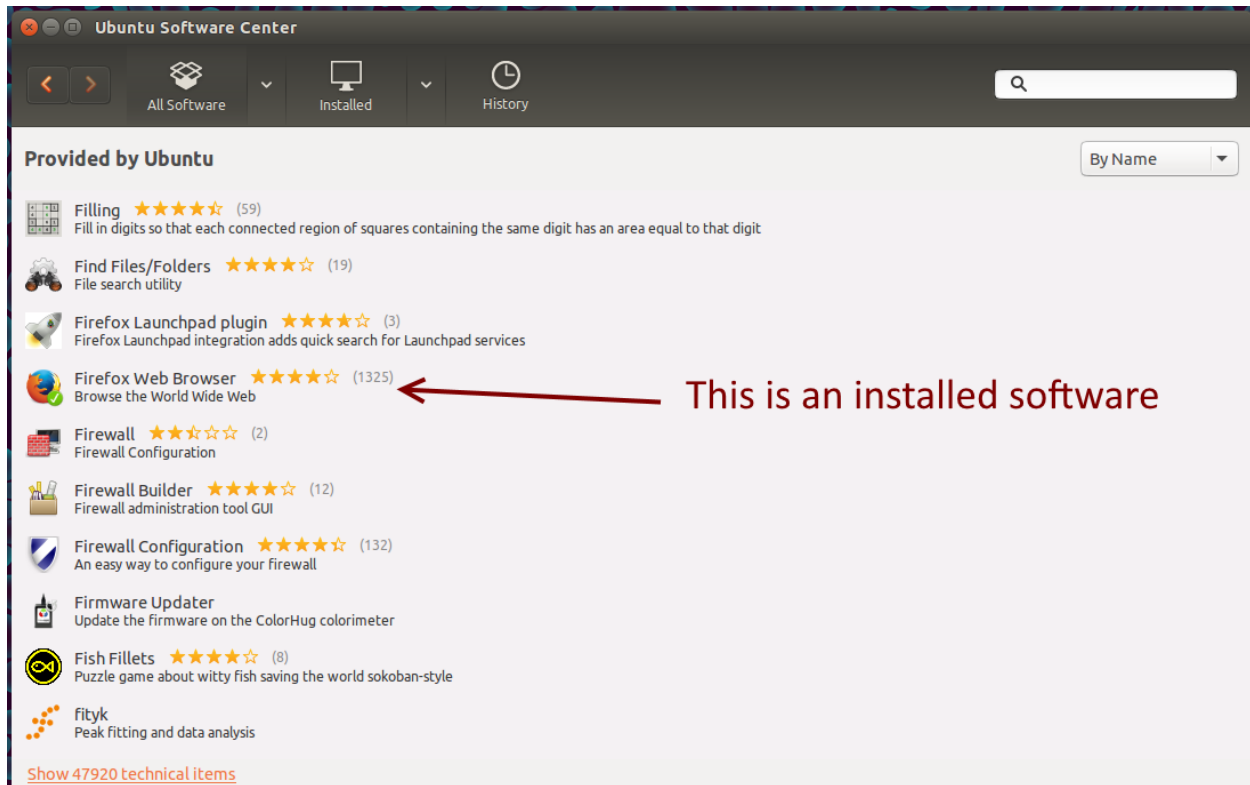 Ubuntu Software Center
All Software
Installed
History
Provided by Ubuntu
By Name
Filling (59)
Fill in digits so that each connected region of squares containing the same digit has an area equal to that digit
Find Files/Folders (19)
File search utility
Firefox Launchpad plugin (3)
Firefox Launchpad integration adds quick search for Launchpad services
Firefox Web Browser (1325)
Browse the World Wide Web
This is an installed software
Firewall (2)
Firewall Configuration
Firewall Builder (12)
Firewall administration tool GUI
Firewall Configuration (132)
An easy way to configure your firewall
Firmware Updater
Update the firmware on the ColorHug colorimeter
Fish Fillets (8)
Puzzle game about witty fish saving the world sokoban-style
fityk
Peak fitting and data analysis
Show 47920 technical items